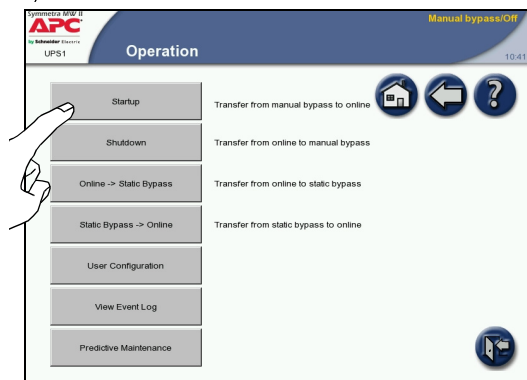 Symmetra MW II
APC
by Schneider Electric
UPS1
Operation
Manual bypass/Off
10:41
Startup
Transfer from manual bypass to online
Shutdown
Transfer from online to manual bypass
Online -> Static Bypass
Transfer from online to static bypass
Static Bypass -> Online
Transfer from static bypass to online
User Configuration
View Event Log
Predictive Maintenance